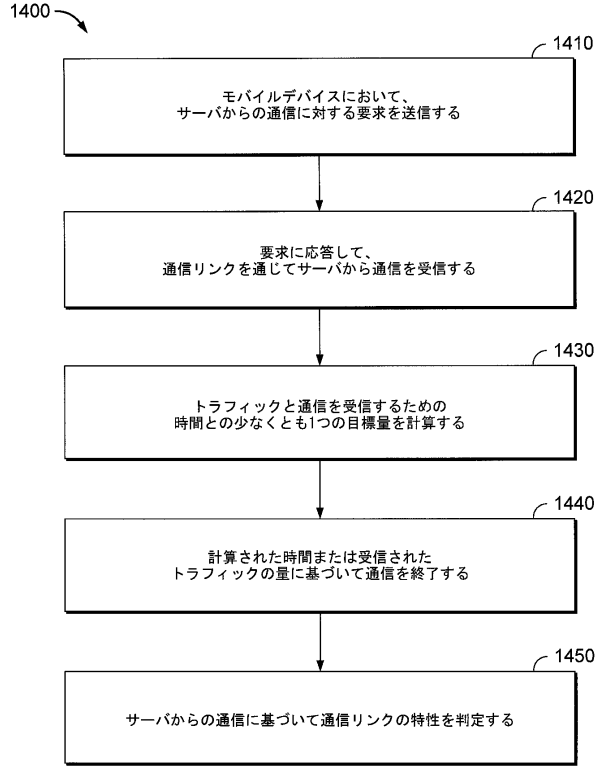 1400
1410
モバイルデバイスにおいて、
サーバからの通信に対する要求を送信する
1420
要求に応答して、
通信リンクを通じてサーバから通信を受信する
1430
トラフィックと通信を受信するための
時間との少なくとも1つの目標量を計算する
1440
計算された時間または受信された
トラフィックの量に基づいて通信を終了する
1450
サーバからの通信に基づいて通信リンクの特性を判定する